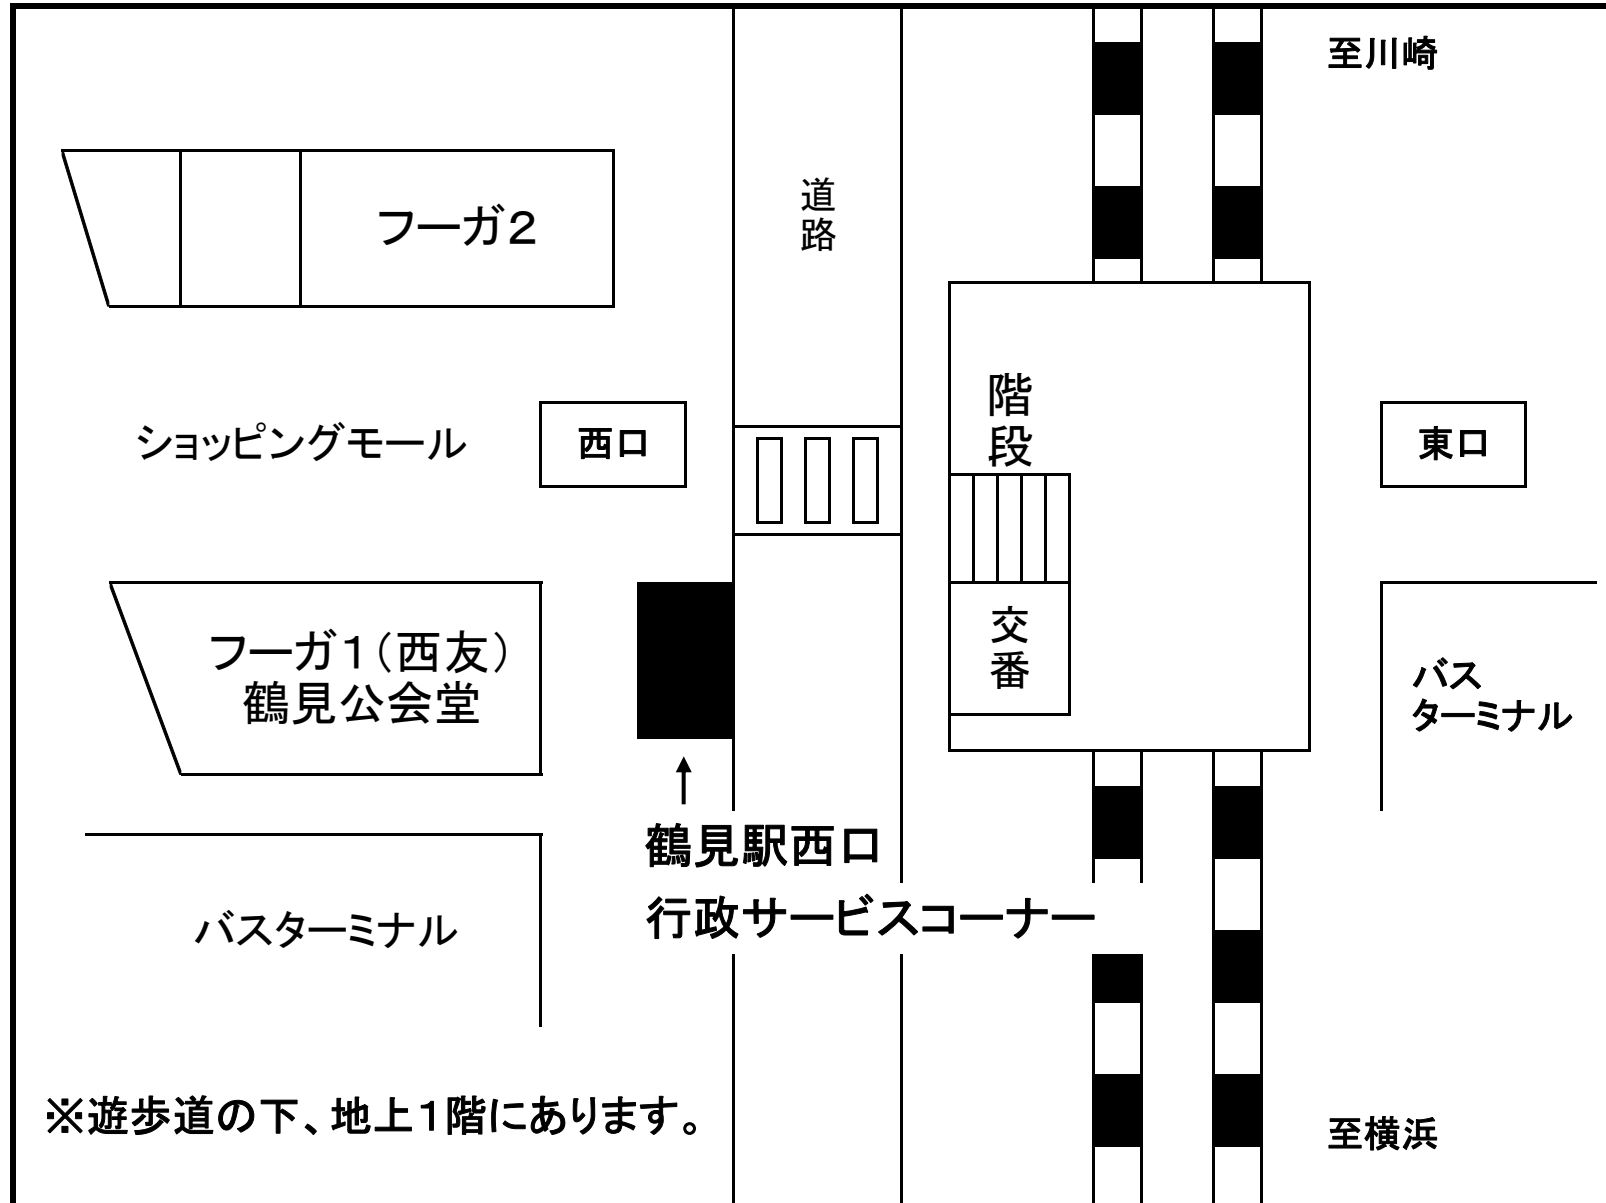 至川崎
道路
フーガ２
階段
ショッピングモール
西口
東口
フーガ１（西友）
鶴見公会堂
交番
バス
ターミナル
鶴見駅西口
行政サービスコーナー
バスターミナル
※遊歩道の下、地上１階にあります。
至横浜